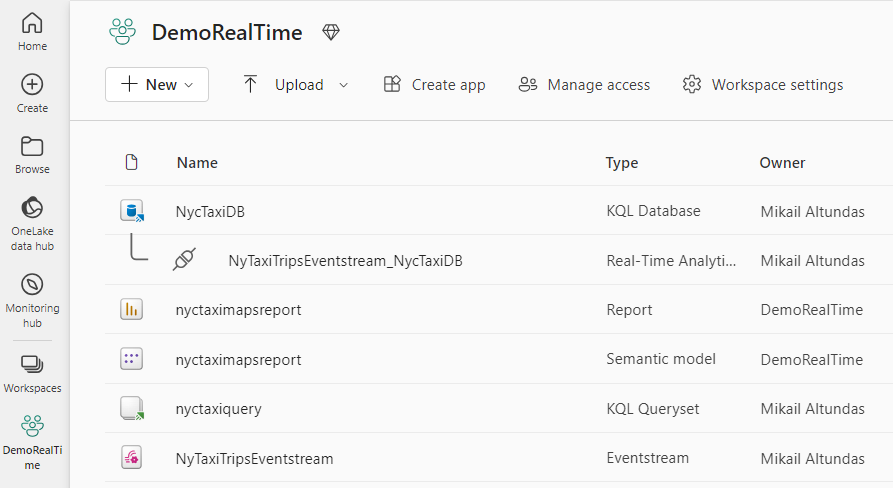 DemoRealTime
Home
New
Upload
Create app
Manage access
Workspace settings
Create
Browse
OneLake
data hub
Monitoring
hub
Workspaces
DemoRealTi
me
Name Type Owner
NycTaxiDB KQL Database Mikail Altundas
NyTaxiTripsEventstream_NycTaxiDB Real-Time Analyti... Mikail Altundas
nyctaximapsreport Report DemoRealTime
nyctaximapsreport Semantic model DemoRealTime
nyctaxiquery KQL Queryset Mikail Altundas
NyTaxiTripsEventstream Eventstream Mikail Altundas